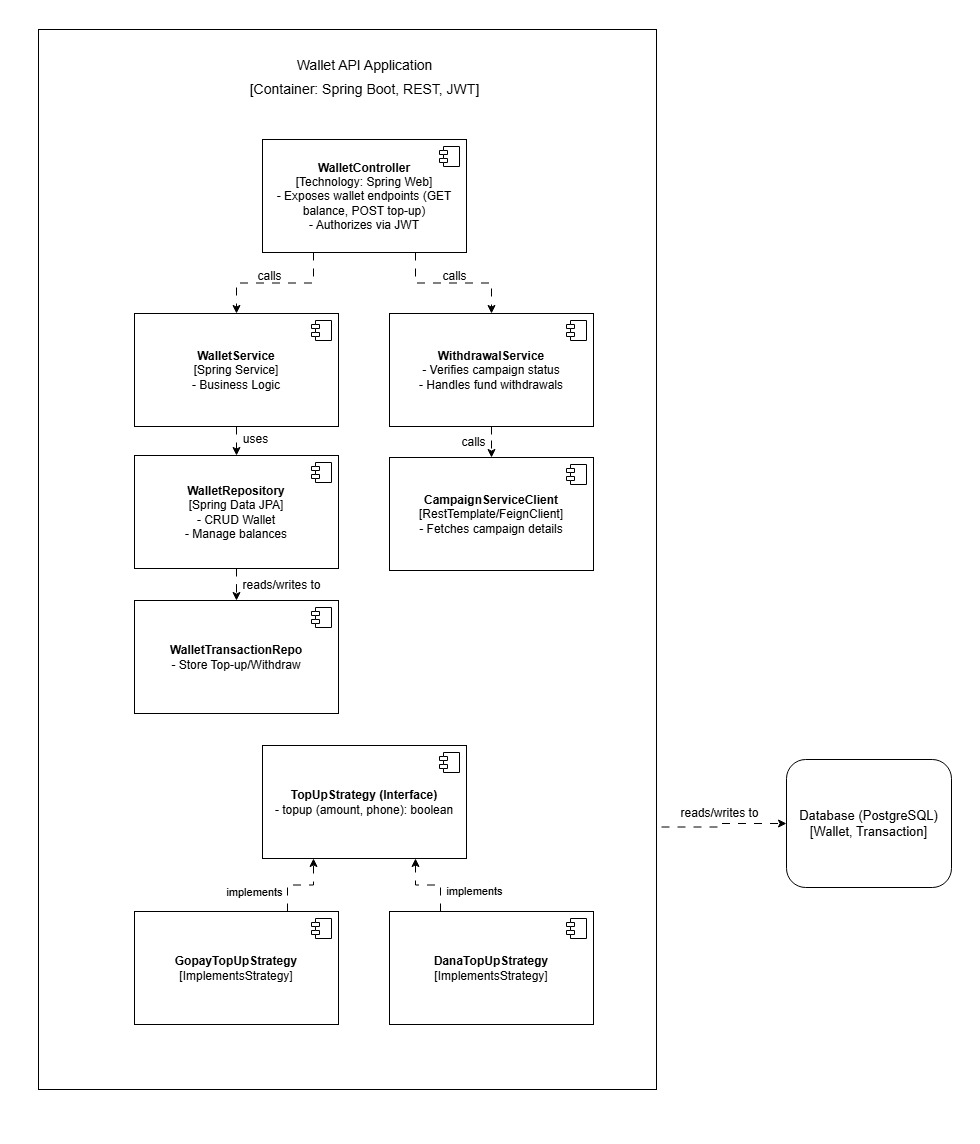 Wallet API Application
[Container: Spring Boot, REST, JWT]
WalletController
[Technology: Spring Web]
- Exposes wallet endpoints (GET
balance, POST top-up)
- Authorizes via JWT
calls
calls
WalletService
[Spring Service]
- Business Logic
WithdrawalService
- Verifies campaign status
- Handles fund withdrawals
uses
calls
WalletRepository
[Spring Data JPA]
- CRUD Wallet
- Manage balances
CampaignServiceClient
[RestTemplate/FeignClient]
- Fetches campaign details
reads/writes to
WalletTransactionRepo
- Store Top-up/Withdraw
TopUpStrategy (Interface)
- topup (amount, phone): boolean
reads/writes to
Database (PostgreSQL)
[Wallet, Transaction]
implements
implements
GopayTopUpStrategy
[ImplementsStrategy]
DanaTopUpStrategy
[ImplementsStrategy]